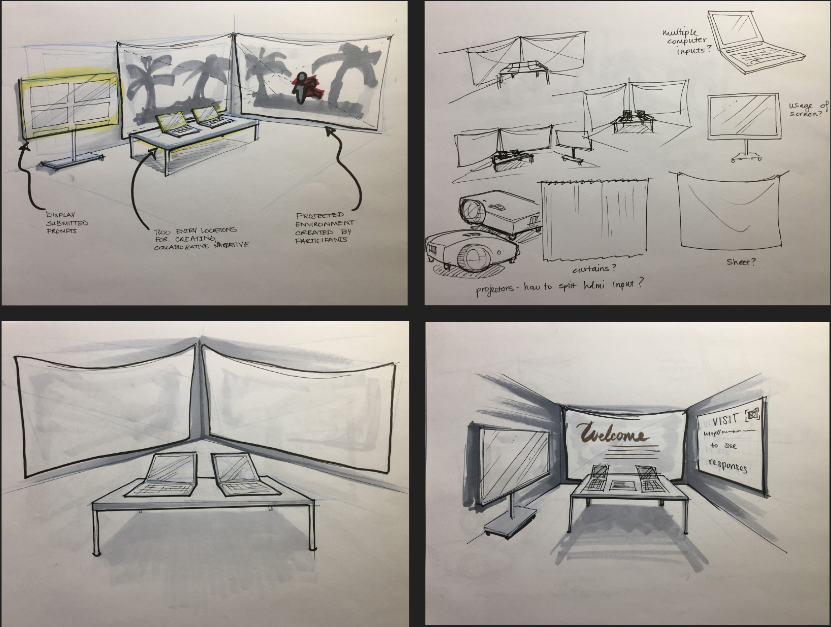 DISPLAY
SUBMITTED
PROMPTS
TWO ENTRY LOCATIONS
FOR CREATING
COLLABORATIVE NARRATIVE
PROJECTED
ENVIRONMENT
CREATED BY
PARTICIPANTS
multiple
computer
inputs?
usage of
screen?
curtains?
Sheet?
projectors - how to split hdmi input?
Welcome
VISIT
to see
responses